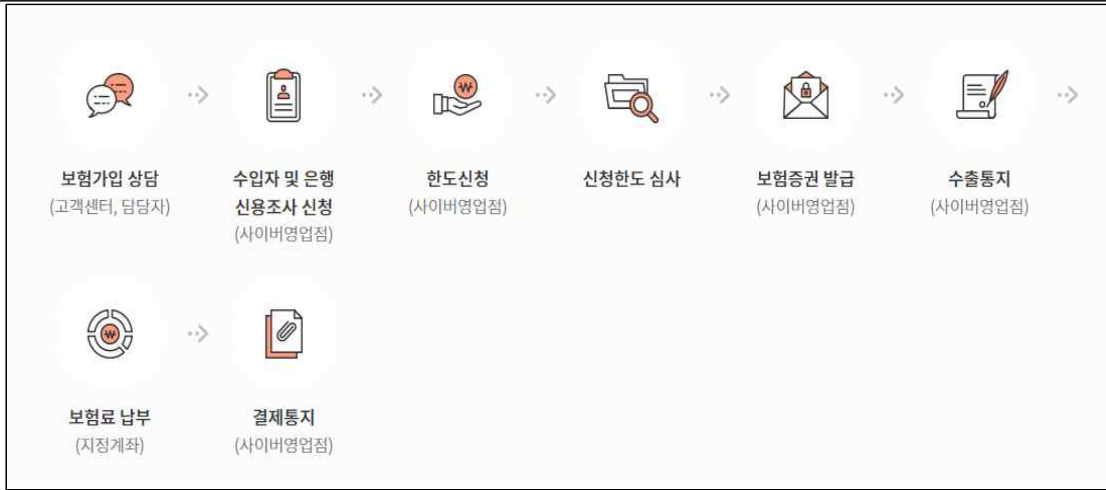 보험가입 상담
(고객센터, 담당자)
수입자 및 은행
신용조사 신청
(사이버영업점)
한도신청
(사이버영업점)
신청한도 심사
보험증권 발급
(사이버영업점)
수출통지
(사이버영업점)
보험료 납부
(지정계좌)
결제통지
(사이버영업점)